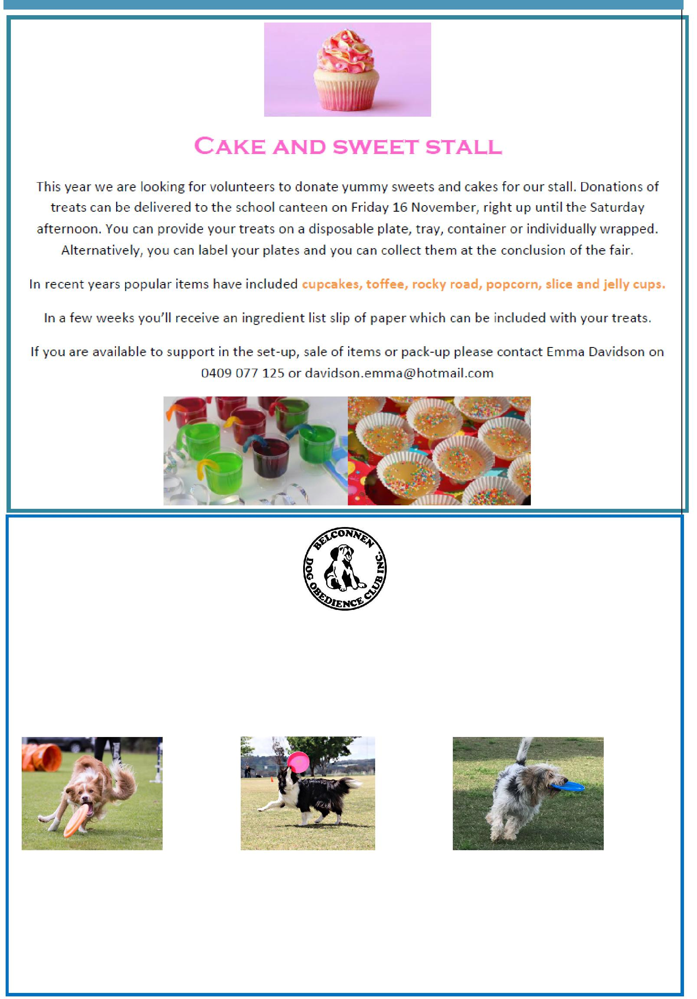 CAKE AND SWEET STALL
This year we are looking for volunteers to donate yummy sweets and cakes for our stall. Donations of
treats can be delivered to the school canteen on Friday 16 November, right up until the Saturday
afternoon. You can provide your treats on a disposable plate, tray, container or individually wrapped.
Alternatively, you can label your plates and you can collect them at the conclusion of the fair.
In recent years popular items have included cupcakes, toffee, rocky road, popcorn, slice and jelly cups.
In a few weeks you’ll receive an ingredient list slip of paper which can be included with your treats.
If you are available to support in the set-up, sale of items or pack-up please contact Emma Davidson on
0409 077 125 or davidson.emma@hotmail.com
BELCONNEN
DOG OBEDIENCE CLUB INC.